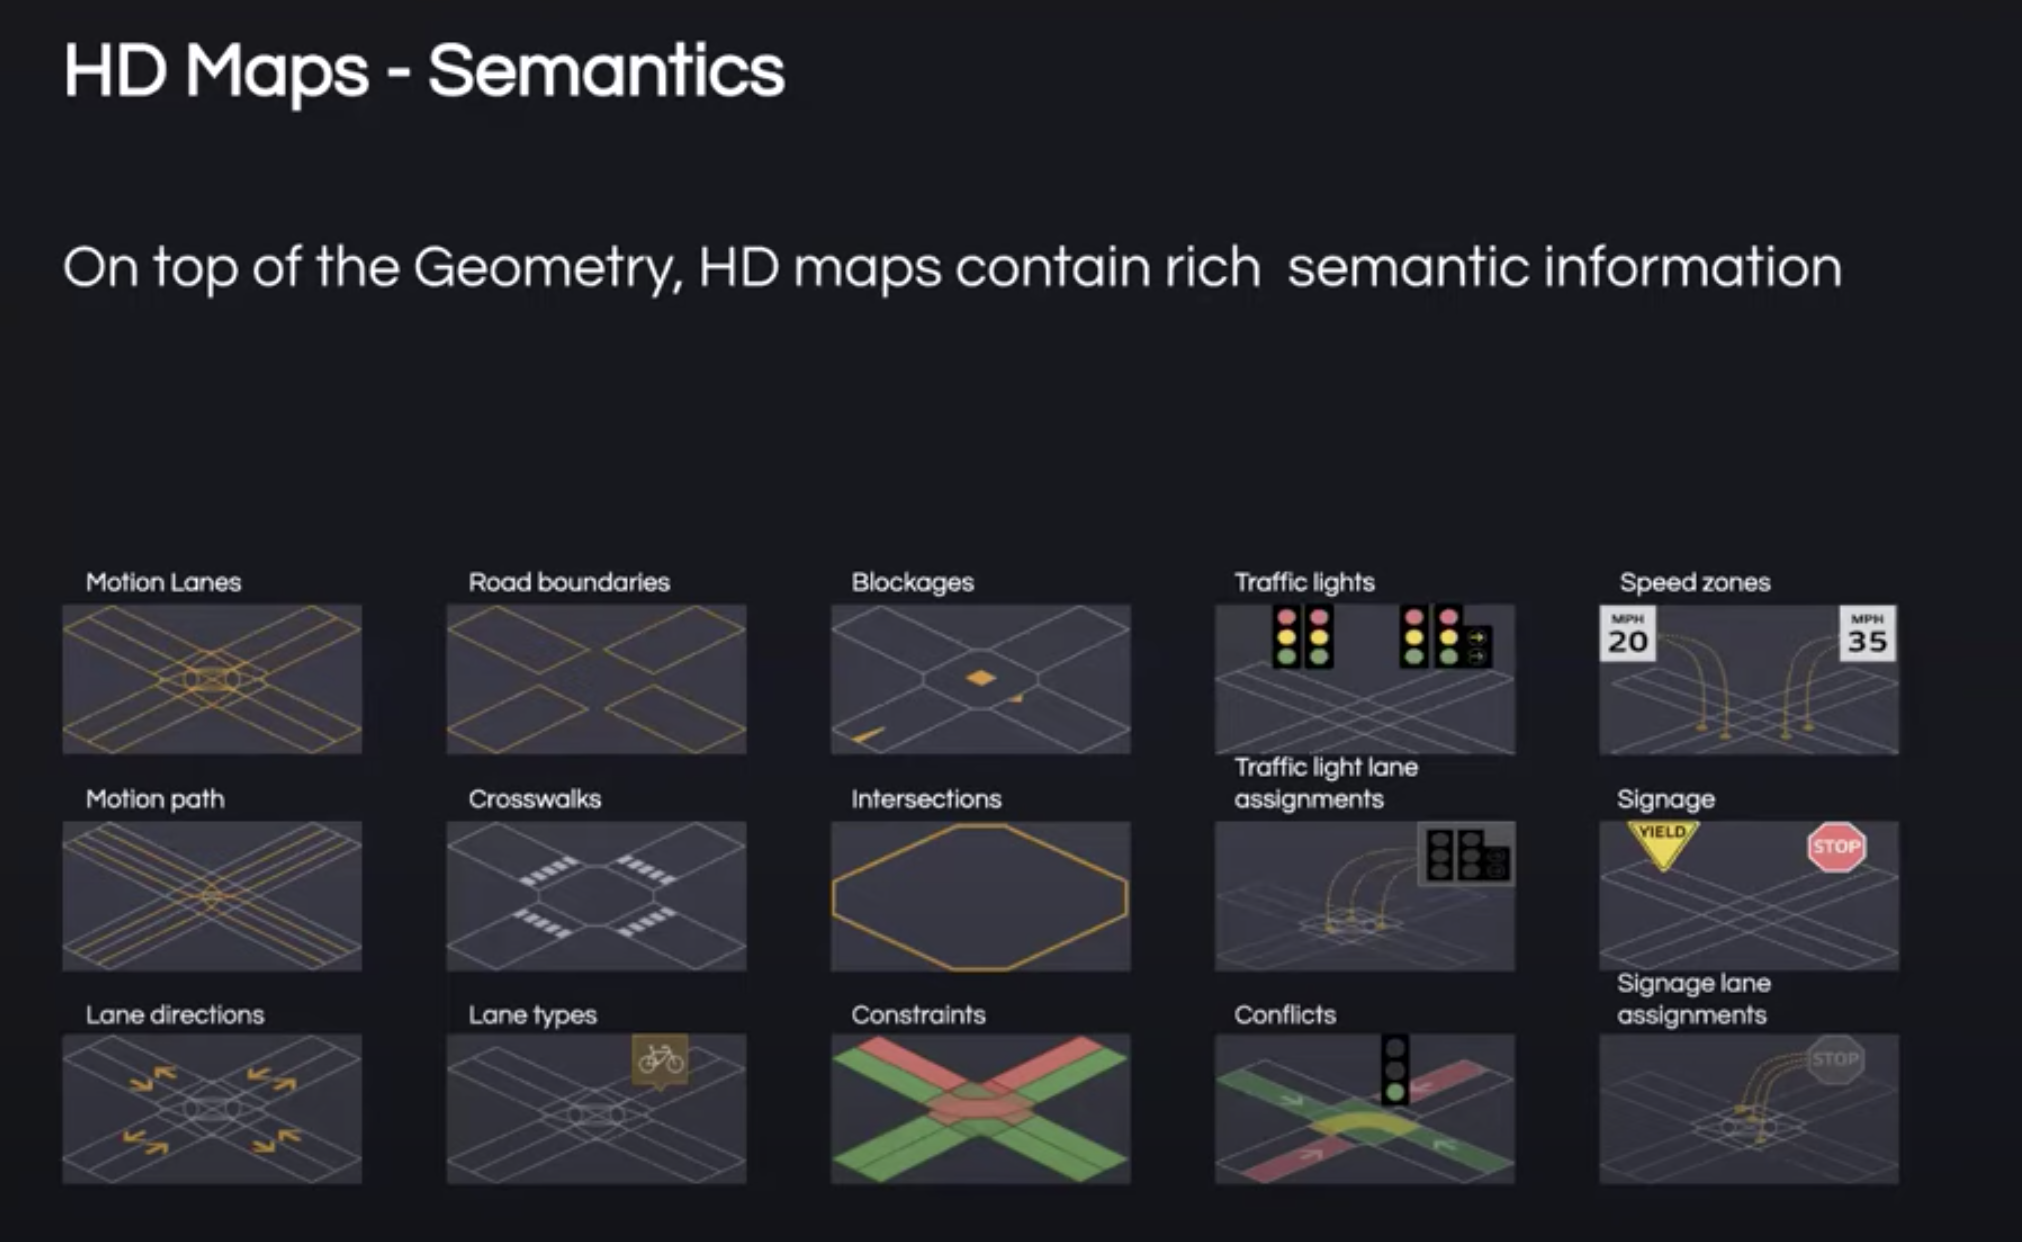 HD Maps - Semantics
On top of the Geometry, HD maps contain rich semantic information
Motion Lanes
Road boundaries
Blockages
Traffic lights
Speed zones
MPH
20
MPH
35
Motion path
Crosswalks
Intersections
Traffic light lane
assignments
Signage
YIELD
STOP
Lane directions
Lane types
Constraints
Conflicts
Signage lane
assignments
STOP